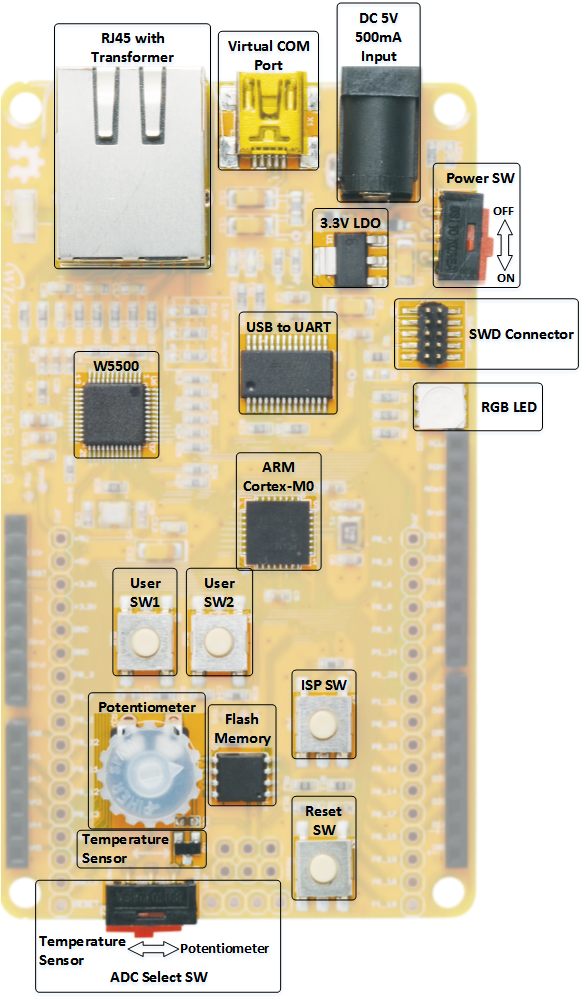 RJ45 with
Transformer
Virtual COM
Port
DC 5V
500mA
Input
Power SW
OFF
ON
3.3V LDO
USB to UART
SWD Connector
W5500
RGB LED
ARM
Cortex-M0
User
SW1
User
SW2
ISP SW
Potentiometer
Flash
Memory
Reset
SW
Temperature
Sensor
Temperature
Sensor
Potentiometer
ADC Select SW